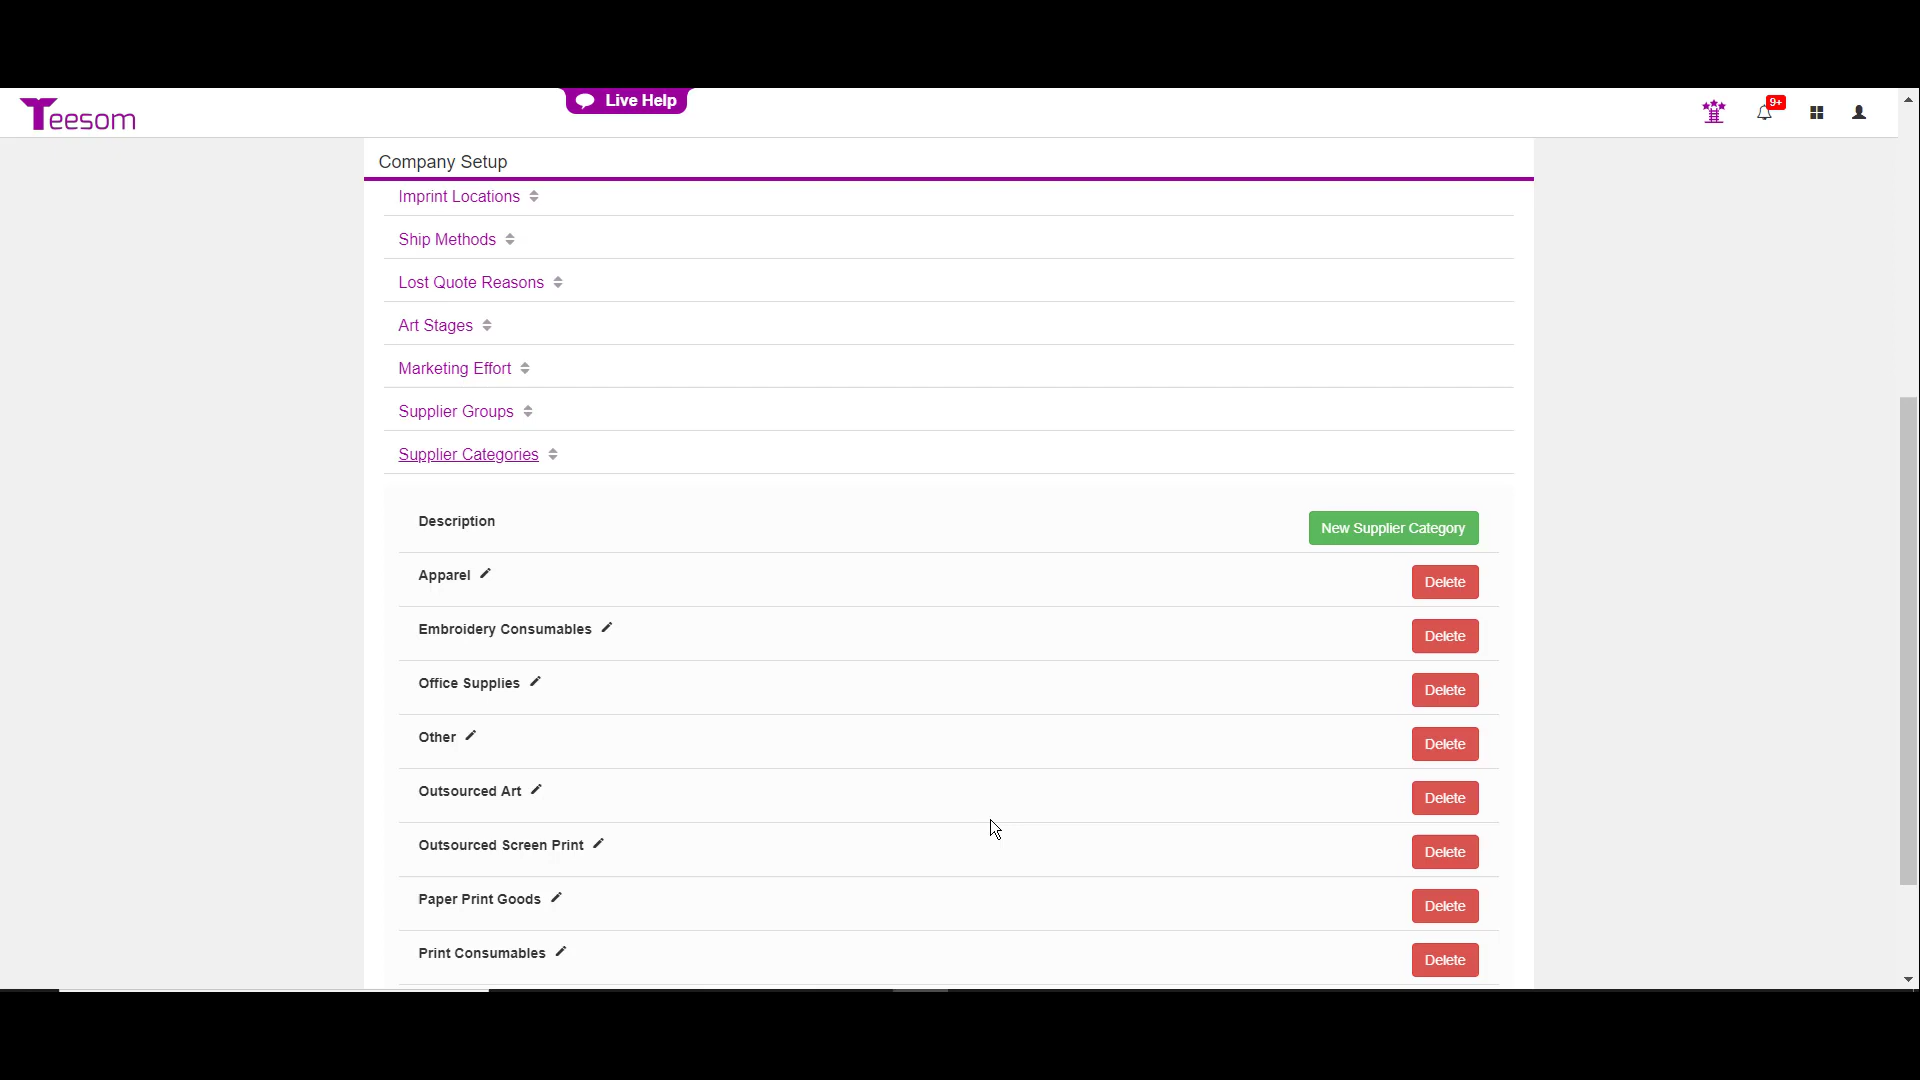 Teesom
Live Help
9+
Company Setup
Imprint Locations
Ship Methods
Lost Quote Reasons
Art Stages
Marketing Effort
Supplier Groups
Supplier Categories
Description
New Supplier Category
Apparel
Delete
Embroidery Consumables
Delete
Office Supplies
Delete
Other
Delete
Outsourced Art
Delete
Outsourced Screen Print
Delete
Paper Print Goods
Delete
Print Consumables
Delete